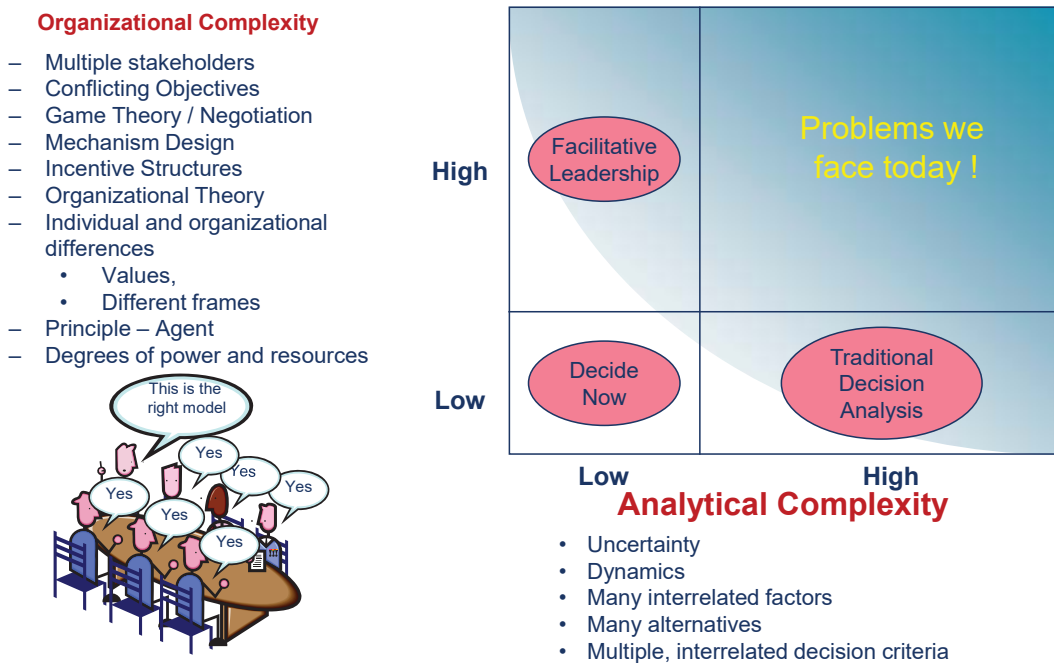 Organizational Complexity
– Multiple stakeholders
– Conflicting Objectives
– Game Theory / Negotiation
– Mechanism Design
– Incentive Structures
– Organizational Theory
– Individual and organizational
differences
• Values,
• Different frames
– Principle – Agent
– Degrees of power and resources
This is the
right model
Yes
Yes
Yes
Yes
Yes
Yes
High
Low
Facilitative
Leadership
Problems we
face today !
Decide
Now
Traditional
Decision
Analysis
Low
High
Analytical Complexity
• Uncertainty
• Dynamics
• Many interrelated factors
• Many alternatives
• Multiple, interrelated decision criteria